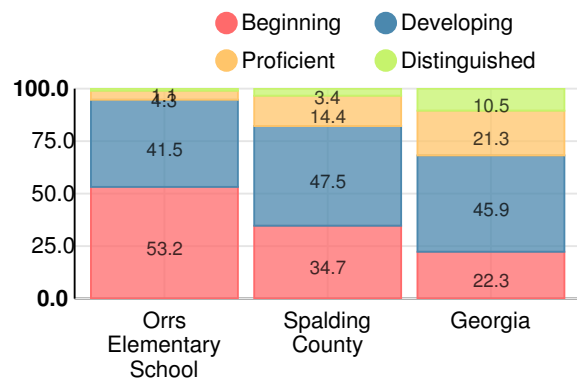 Beginning Developing
Proficient Distinguished
100.0
75.0
50.0
25.0
0.0
1.1
4.3
41.5
53.2
3.4
14.4
47.5
34.7
10.5
21.3
45.9
22.3
Orrs
Elementary
School
Spalding
County
Georgia